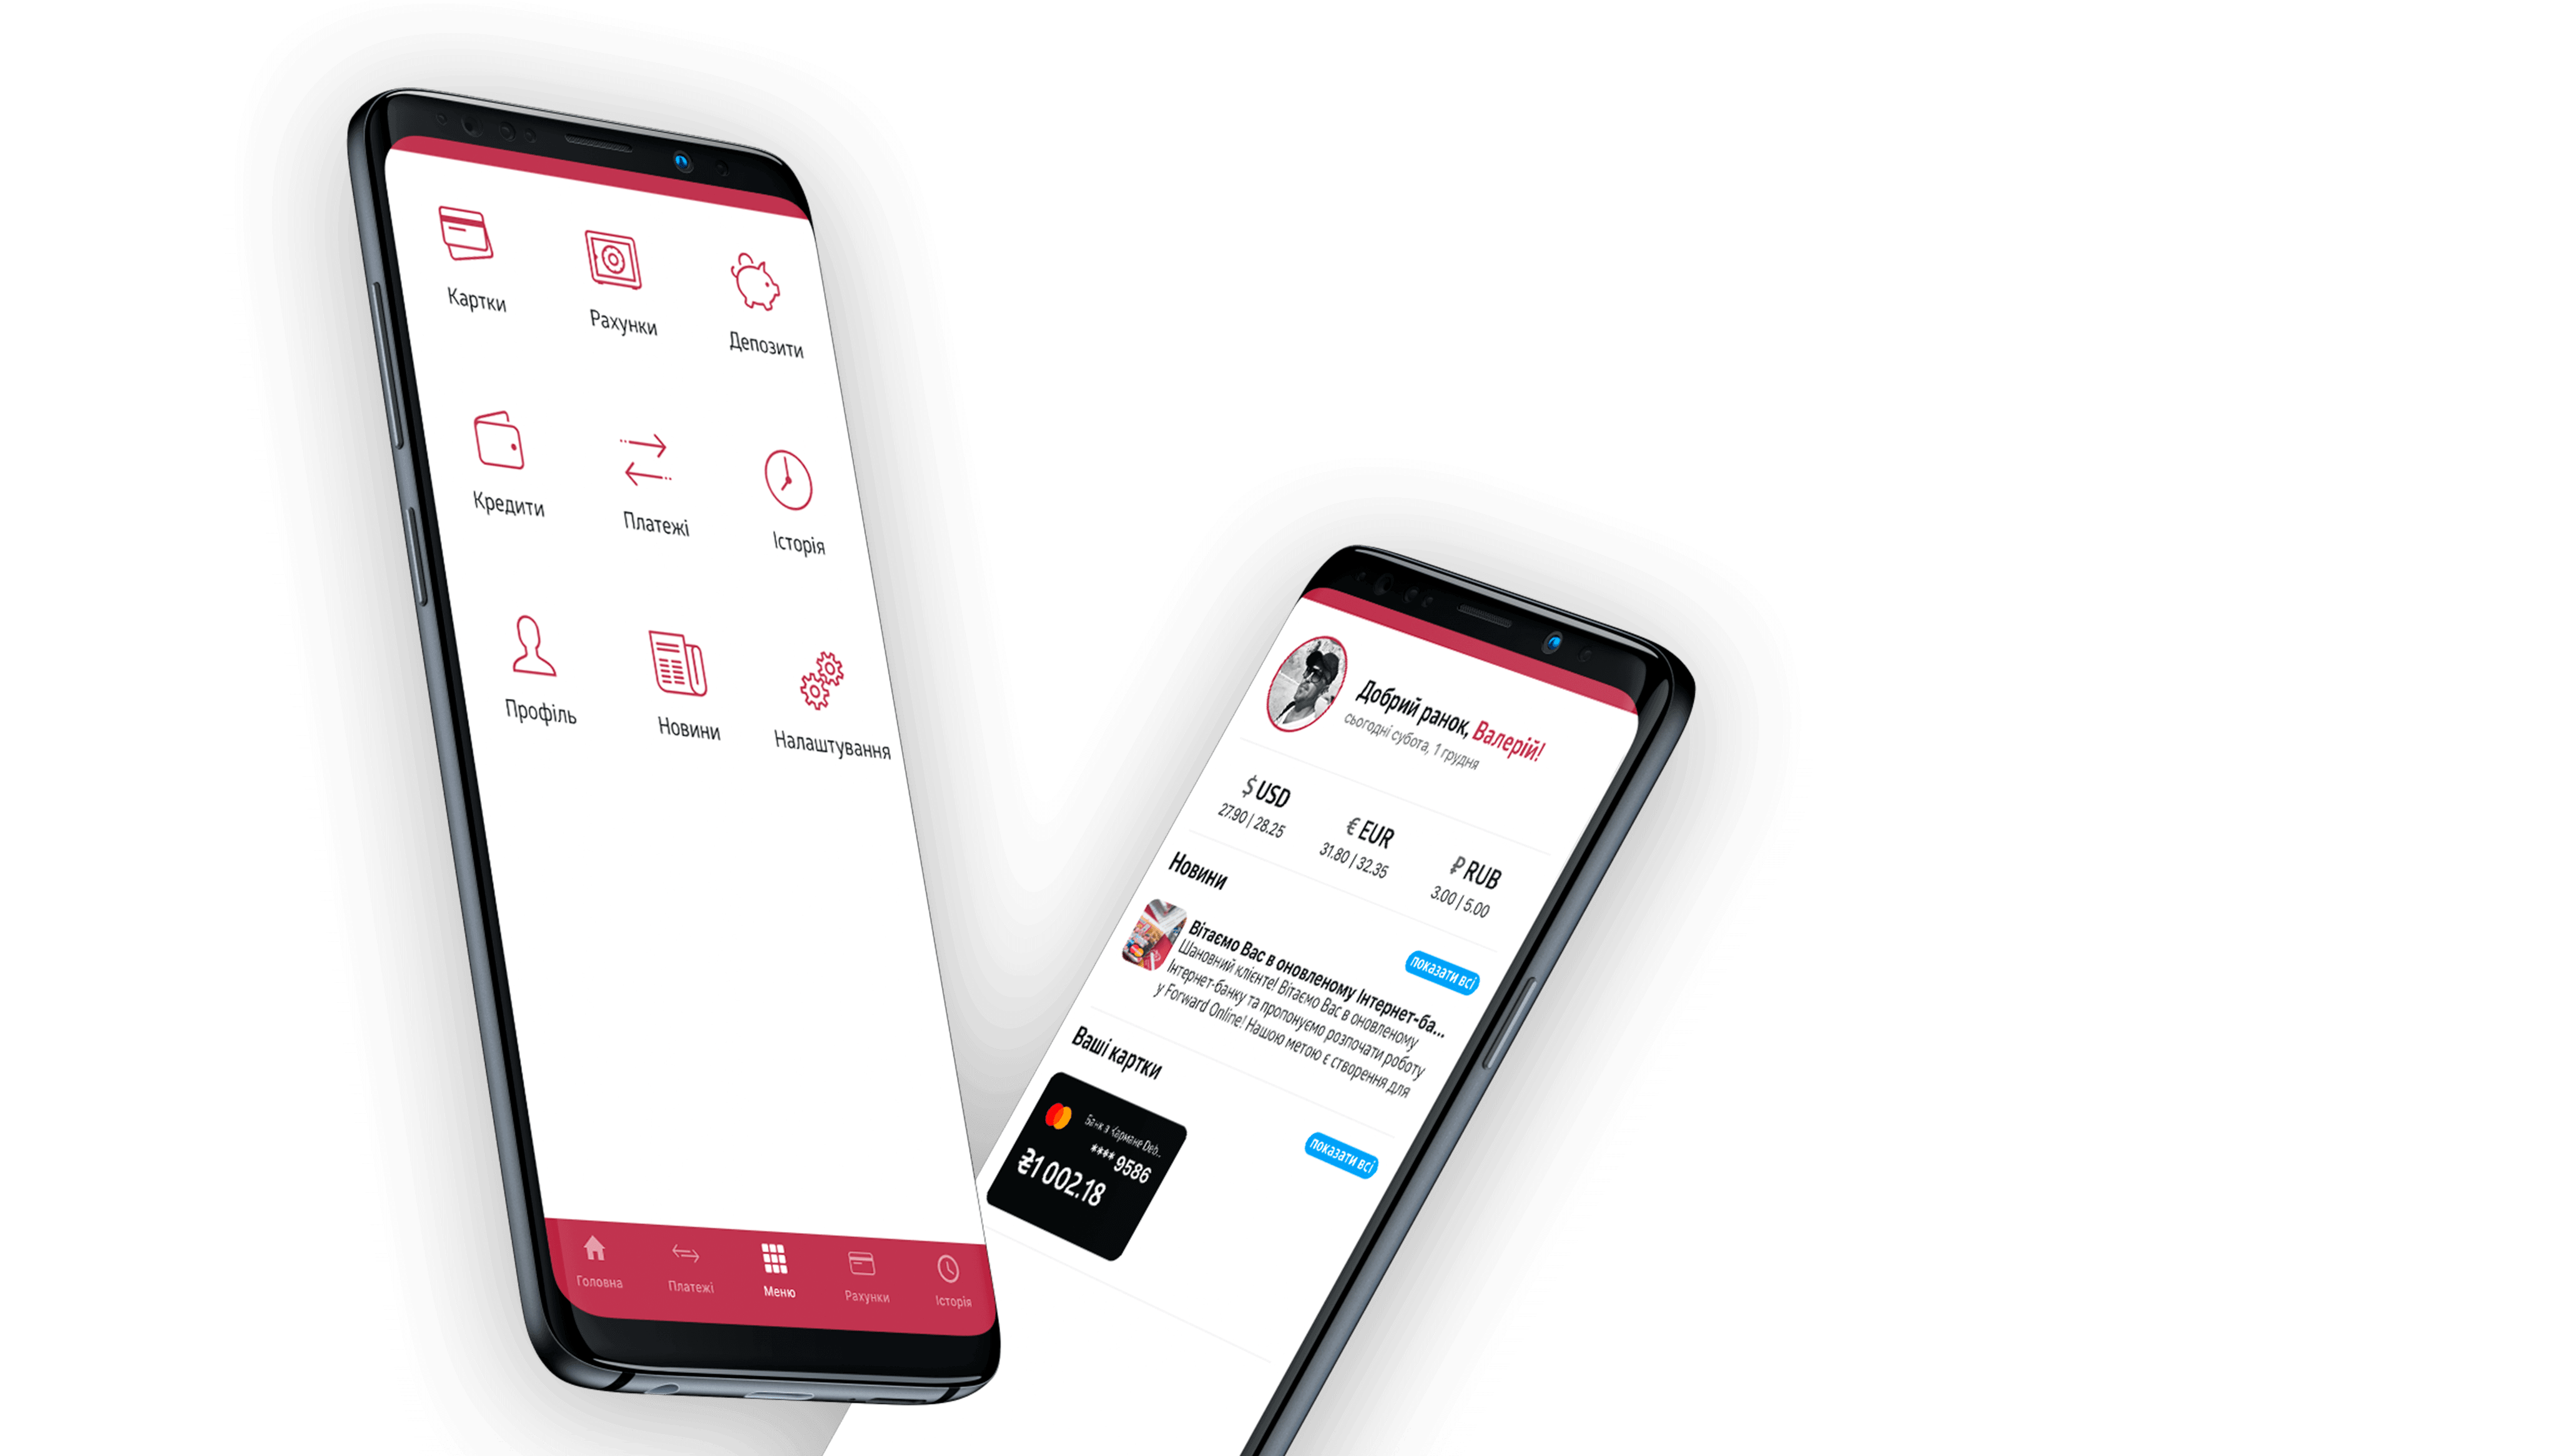 Картки
Рахунки
Депозити
Кредити
Платежі
Історія
Профіль
Новини
Налаштування
Головна
Платежі
Меню
Рахунки
Історія
Добрий ранок, Валерій!
сьогодні субота, 1 грудня
$ USD
27.90 | 28.25
€ EUR
31.80 | 32.35
₽ RUB
3.00 | 5.00
Новини
показати всі
Вітаємо Вас в оновленому Інтернет-ба...
Шановний клієнте! Вітаємо Вас в оновленому
Інтернет-банку та пропонуємо розпочати роботу
у Forward Online! Нашою метою є створення для
Ваші картки
показати всі
Банк в Кармане Deb..
**** 9586
₴1 002.18